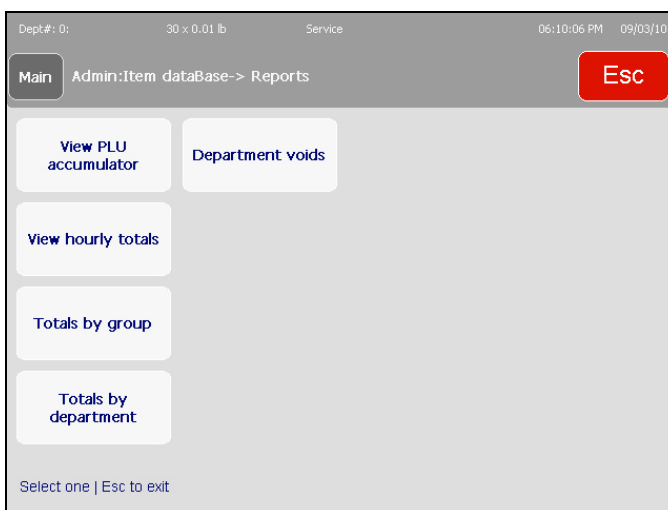 Dept#: 0: 30 x 0.01 lb Service 06:10:06 PM 09/03/10
Main Admin:Item dataBase-> Reports Esc
View PLU
accumulator
Department voids
View hourly totals
Totals by group
Totals by
department
Select one | Esc to exit